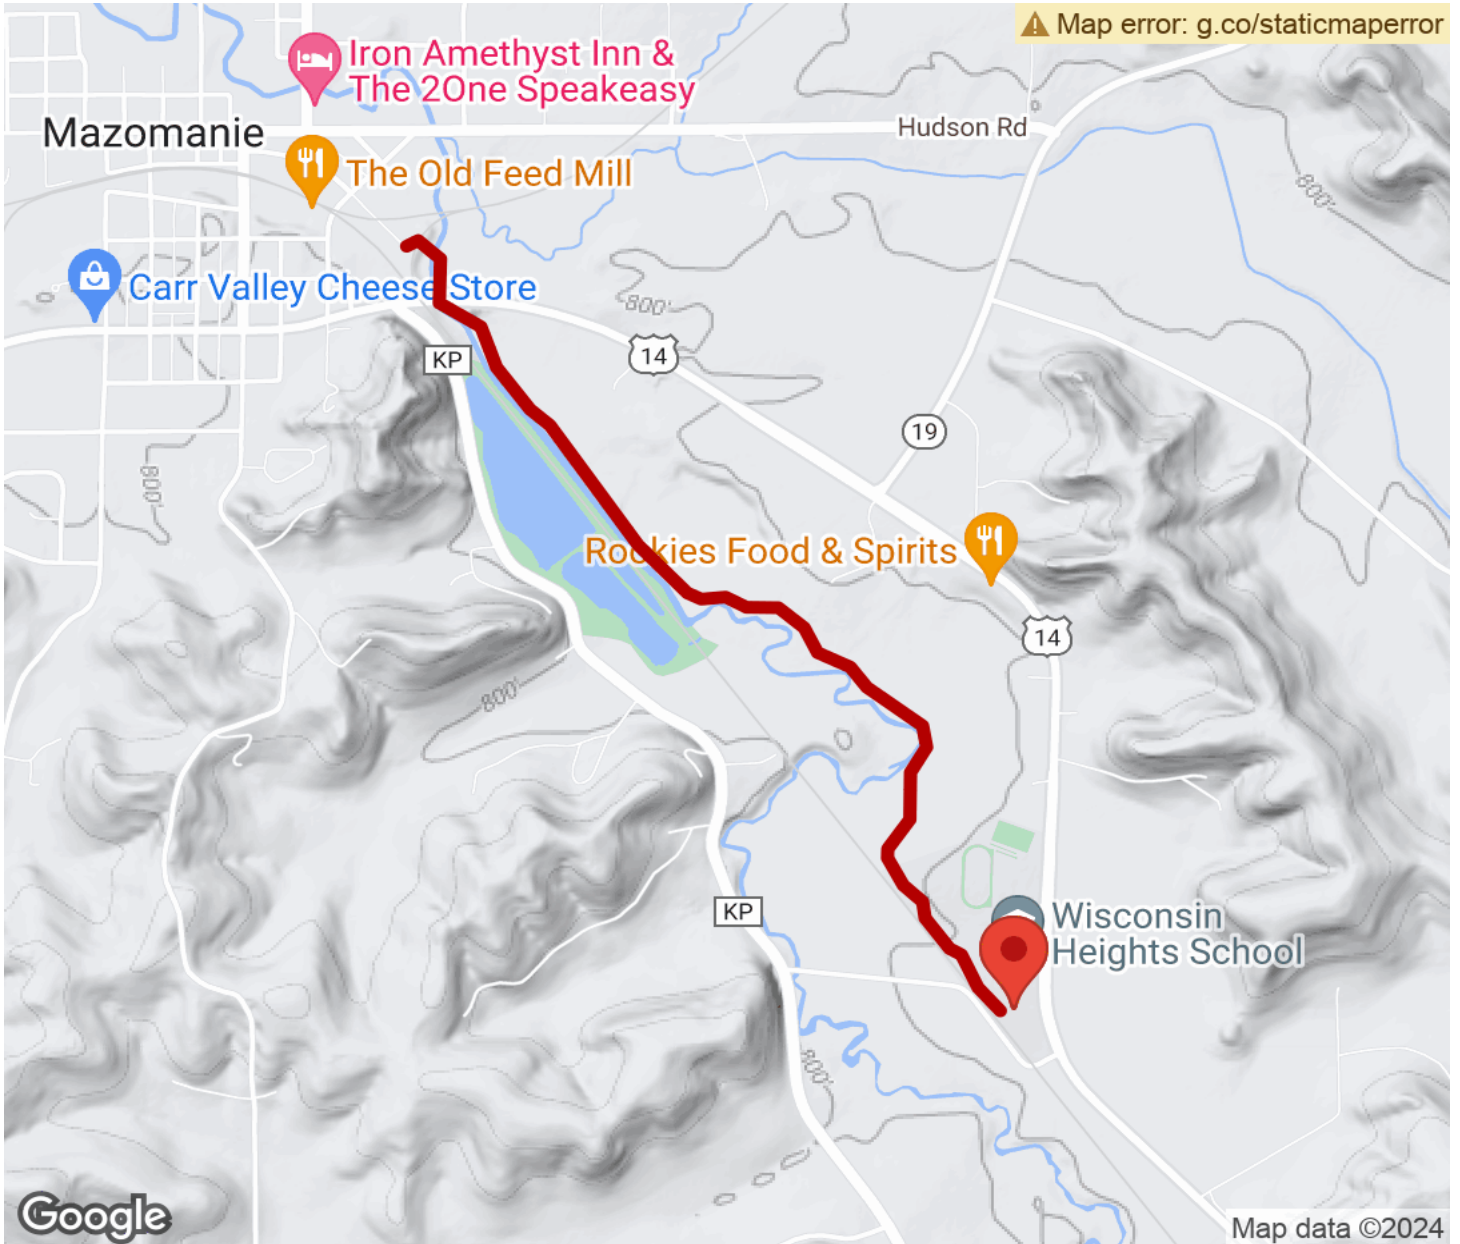 Map error: g.co/staticmaperror
Iron Amethyst Inn &
The 2One Speakeasy
Hudson Rd
Mazomanie
The Old Feed Mill
800'
Carr Valley Cheese Store
800'
14
KP
19
800'
Rookies Food & Spirits
14
800'
KP
Wisconsin
Heights School
800'
Google
Map data ©2024